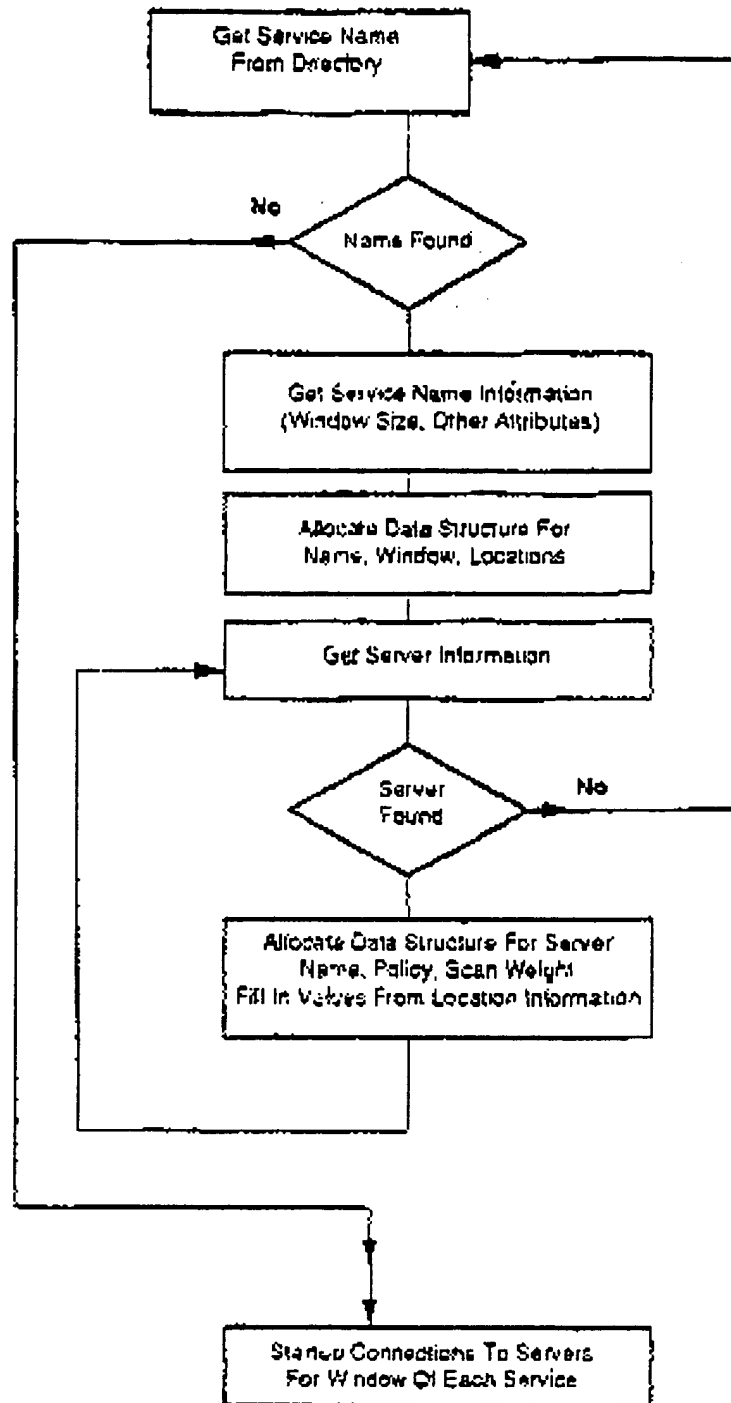 Get Service Name
From Directory
No
Name Found
Get Service Name Information
(Window Size, Other Attributes)
Allocate Data Structure For
Name, Window, Locations
Get Server Information
Server
Found
No
Allocate Data Structure For Server
Name, Policy, Scan Weight
Fill In Values From Location Information
Startup Connections To Servers
For Window Of Each Service